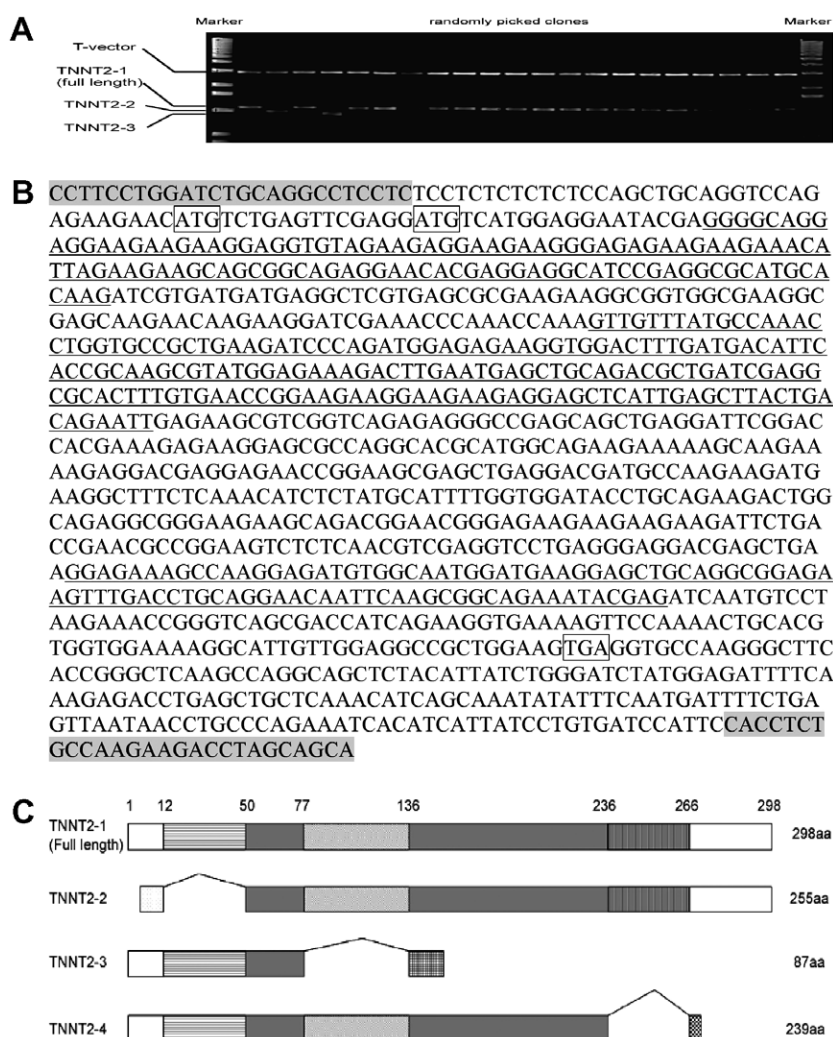 A
Marker randomly picked clones Marker
T-vector
TNNT2-1
(full length)
TNNT2-2
TNNT2-3
B
CCTTCCTGGATCTGCAGGCCTCCTCTCCTCTCTCTCTCCAGCTGCAGGTCCAG
AGAAGAACATGTCTGAGTTCGAGGATGTCATGGAGGAATACGAGGGGCAGG
AGGAAGAAGAAGGAGGTGTAGAAGAGGAAGAAGGGAGAGAAGAAGAAACA
TTAGAAGAAGCAGCGGCAGAGGAACACGAGGAGGCATCCGAGGCGCATGCA
CAAGATCGTGATGATGAGGCTCGTGAGCGCGAAGAAGGCGGTGGCGAAGGC
GAGCAAGAACAAGAAGGATCGAAACCCAAACCAAAGTTGTTTATGCCAAAC
CTGGTGCCGCTGAAGATCCCAGATGGAGAGAAGGTGGACTTTGATGACATTC
ACCGCAAGCGTATGGAGAAAGACTTGAATGAGCTGCAGACGCTGATCGAGG
CGCACTTTGTGAACCGGAAGAAGGAAGAAGAGGAGCTCATTGAGCTTACTGA
CAGAATTGAGAAGCGTCGGTCAGAGAGGGCCGAGCAGCTGAGGATTCGGAC
CACGAAAGAGAAGGAGCGCCAGGCACGCATGGCAGAAGAAAAAGCAAGAA
AAGAGGACGAGGAGAACCGGAAGCGAGCTGAGGACGATGCCAAGAAGATG
AAGGCTTTCTCAAACATCTCTATGCATTTTGGTGGATACCTGCAGAAGACTGG
CAGAGGCGGGAAGAAGCAGACGGAACGGGAGAAGAAGAAGAAGATTCTGA
CCGAACGCCGGAAGTCTCTCAACGTCGAGGTCCTGAGGGAGGACGAGCTGA
AGGAGAAAGCCAAGGAGATGTGGCAATGGATGAAGGAGCTGCAGGCGGAGA
AGTTTGACCTGCAGGAACAATTCAAGCGGCAGAAATACGAGATCAATGTCCT
AAGAAACCGGGTCAGCGACCATCAGAAGGTGAAAAGTTCCAAAACTGCACG
TGGTGGAAAAGGCATTGTTGGAGGCCGCTGGAAGTGAGGTGCCAAGGGCTTC
ACCGGGCTCAAGCCAGGCAGCTCTACATTATCTGGGATCTATGGAGATTTTCA
AAGAGACCTGAGCTGCTCAAACATCAGCAAATATATTTCAATGATTTTCTGA
GTTAATAACCTGCCCAGAAATCACATCATTATCCTGTGATCCATTCCACCTCT
GCCAAGAAGACCTAGCAGCA
C
1 12 50 77 136 236 266 298
TNNT2-1
(Full length)
298aa
TNNT2-2 255aa
TNNT2-3 87aa
TNNT2-4 239aa